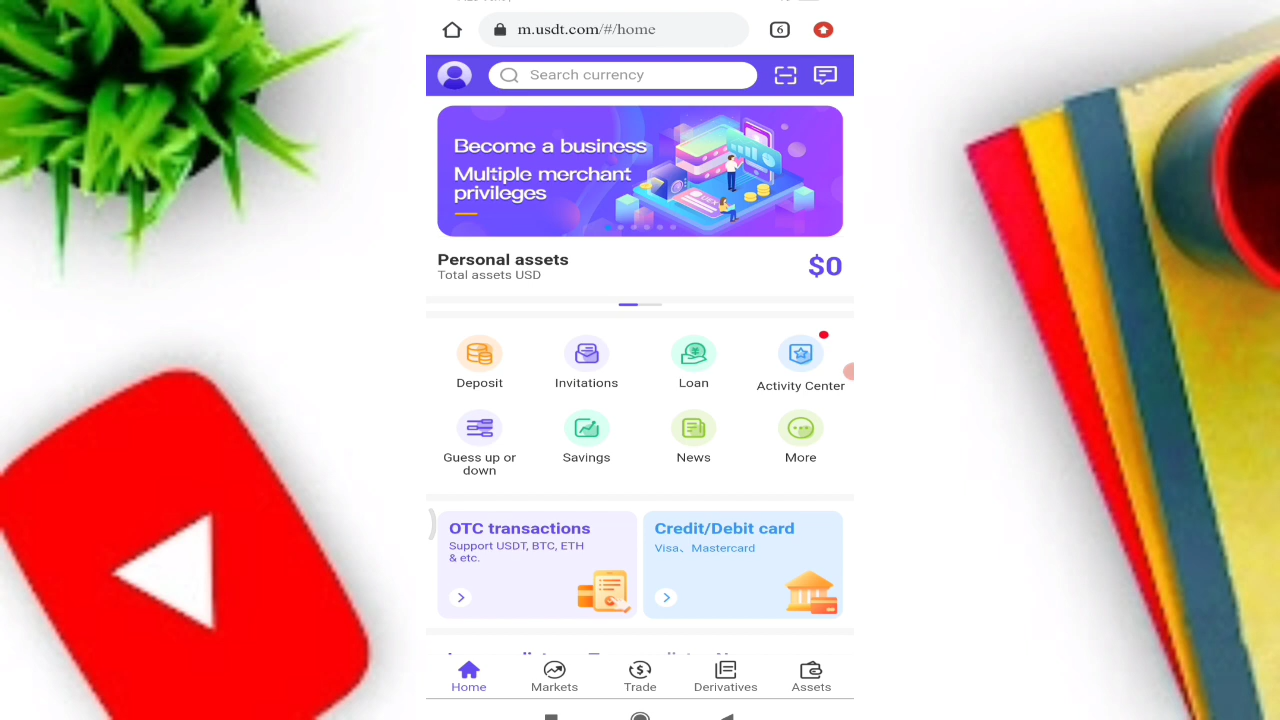 m.usdt.com/#/home
6
Search currency
Become a business
Multiple merchant
privileges
Personal assets
$0
Total assets USD
Deposit
Invitations
Loan
Activity Center
Guess up or
down
Savings
News
More
OTC transactions
Support USDT, BTC, ETH
& etc.
Credit/Debit card
Visa、Mastercard
Home
Markets
Trade
Derivatives
Assets